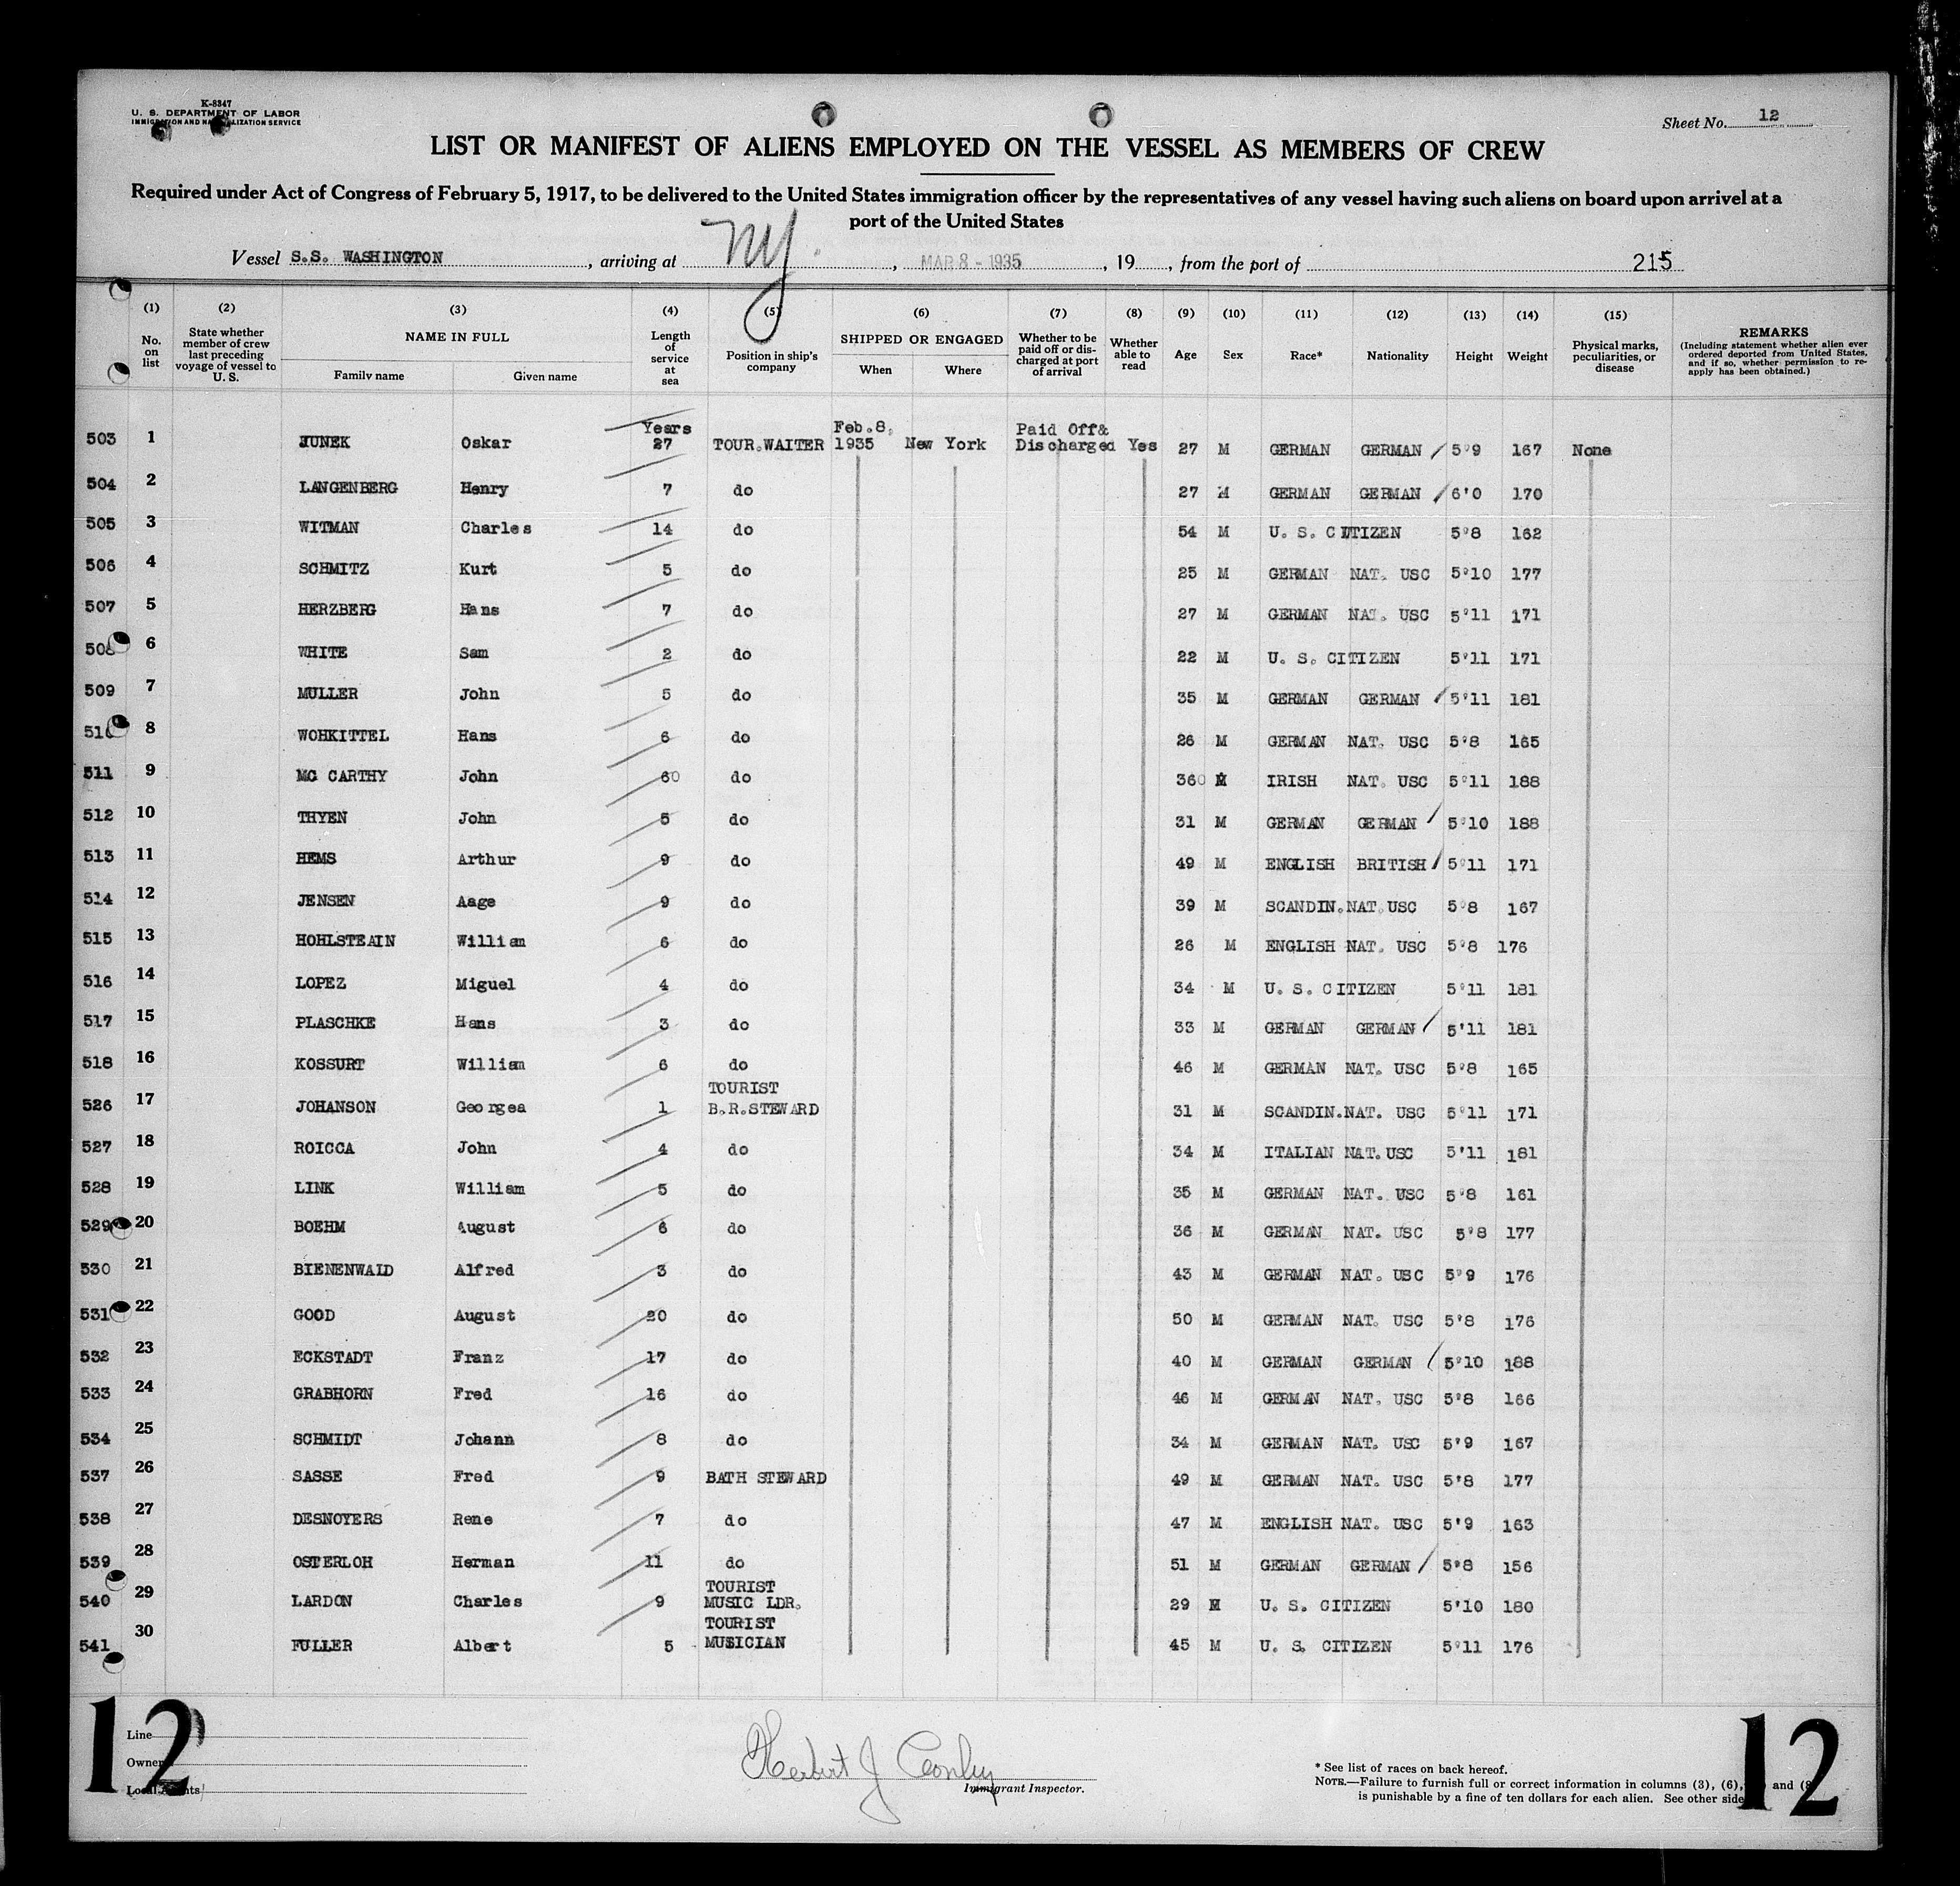 K-8347
U. S. DEPARTMENT OF LABOR
IMMIGRATION AND NATURALIZATION SERVICE
Sheet No. 12
LIST OR MANIFEST OF ALIENS EMPLOYED ON THE VESSEL AS MEMBERS OF CREW
Required under Act of Congress of February 5, 1917, to be delivered to the United States immigration officer by the representatives of any vessel having such aliens on board upon arrival at a
port of the United States
Vessel S.S. WASHINGTON, arriving at NY, MAR 8 - 1935, 19, from the port of 215
(1) (2) (3) (4) (5) (6) (7) (8) (9) (10) (11) (12) (13) (14) (15)
No. on list
State whether member of crew last preceding voyage of vessel to U. S.
NAME IN FULL
Family name Given name
Length of service at sea
Position in ship's company
SHIPPED OR ENGAGED
When Where
Whether to be paid off or discharged at port of arrival
Whether able to read
Age Sex Race* Nationality Height Weight
Physical marks, peculiarities, or disease
REMARKS
(Including statement whether alien ever ordered deported from United States, and if so, whether permission to reapply has been obtained.)
Years Feb.8, Paid Off&
503 1 JUNEK Oskar 27 TOUR.WAITER 1935 New York Discharged Yes 27 M GERMAN GERMAN 5'9 167 None
504 2 LANGENBERG Henry 7 do 27 M GERMAN GERMAN 6'0 170
505 3 WITMAN Charles 14 do 54 M U. S. CITIZEN 5'8 162
506 4 SCHMITZ Kurt 5 do 25 M GERMAN NAT. USC 5'10 177
507 5 HERZBERG Hans 7 do 27 M GERMAN NAT. USC 5'11 171
508 6 WHITE Sam 2 do 22 M U. S. CITIZEN 5'11 171
509 7 MULLER John 5 do 35 M GERMAN GERMAN 5'11 181
510 8 WOHKITTEL Hans 6 do 26 M GERMAN NAT. USC 5'8 165
511 9 MC CARTHY John 60 do 360 M IRISH NAT. USC 5'11 188
512 10 THYEN John 5 do 31 M GERMAN GERMAN 5'10 188
513 11 HEMS Arthur 9 do 49 M ENGLISH BRITISH 5'11 171
514 12 JENSEN Aage 9 do 39 M SCANDIN. NAT.USC 5'8 167
515 13 HOHLSTEAIN William 6 do 26 M ENGLISH NAT. USC 5'8 176
516 14 LOPEZ Miguel 4 do 34 M U. S. CITIZEN 5'11 181
517 15 PLASCHKE Hans 3 do 33 M GERMAN GERMAN 5'11 181
518 16 KOSSURT William 6 do 46 M GERMAN NAT. USC 5'8 165
TOURIST
526 17 JOHANSON Georgea 1 B.R.STEWARD 31 M SCANDIN. NAT. USC 5'11 171
527 18 ROICCA John 4 do 34 M ITALIAN NAT.USC 5'11 181
528 19 LINK William 5 do 35 M GERMAN NAT. USC 5'8 161
529 20 BOEHM August 6 do 36 M GERMAN NAT. USC 5'8 177
530 21 BIENENWALD Alfred 3 do 43 M GERMAN NAT. USC 5'9 176
531 22 GOOD August 20 do 50 M GERMAN NAT. USC 5'8 176
532 23 ECKSTADT Franz 17 do 40 M GERMAN GERMAN 5'10 188
533 24 GRABHORN Fred 16 do 46 M GERMAN NAT. USC 5'8 166
534 25 SCHMIDT Johann 8 do 34 M GERMAN NAT. USC 5'9 167
537 26 SASSE Fred 9 BATH STEWARD 49 M GERMAN NAT. USC 5'8 177
538 27 DESNOYERS Rene 7 do 47 M ENGLISH NAT. USC 5'9 163
539 28 OSTERLOH Herman 11 do 51 M GERMAN GERMAN 5'8 156
TOURIST
540 29 LARDON Charles 9 MUSIC LDR. 29 M U. S. CITIZEN 5'10 180
TOURIST
541 30 FULLER Albert 5 MUSICIAN 45 M U. S. CITIZEN 5'11 176
12
Line
Owner
Local Agents
Herbert J Conley
Immigrant Inspector.
* See list of races on back hereof.
NOTE.—Failure to furnish full or correct information in columns (3), (6), and (8)
is punishable by a fine of ten dollars for each alien. See other side
12